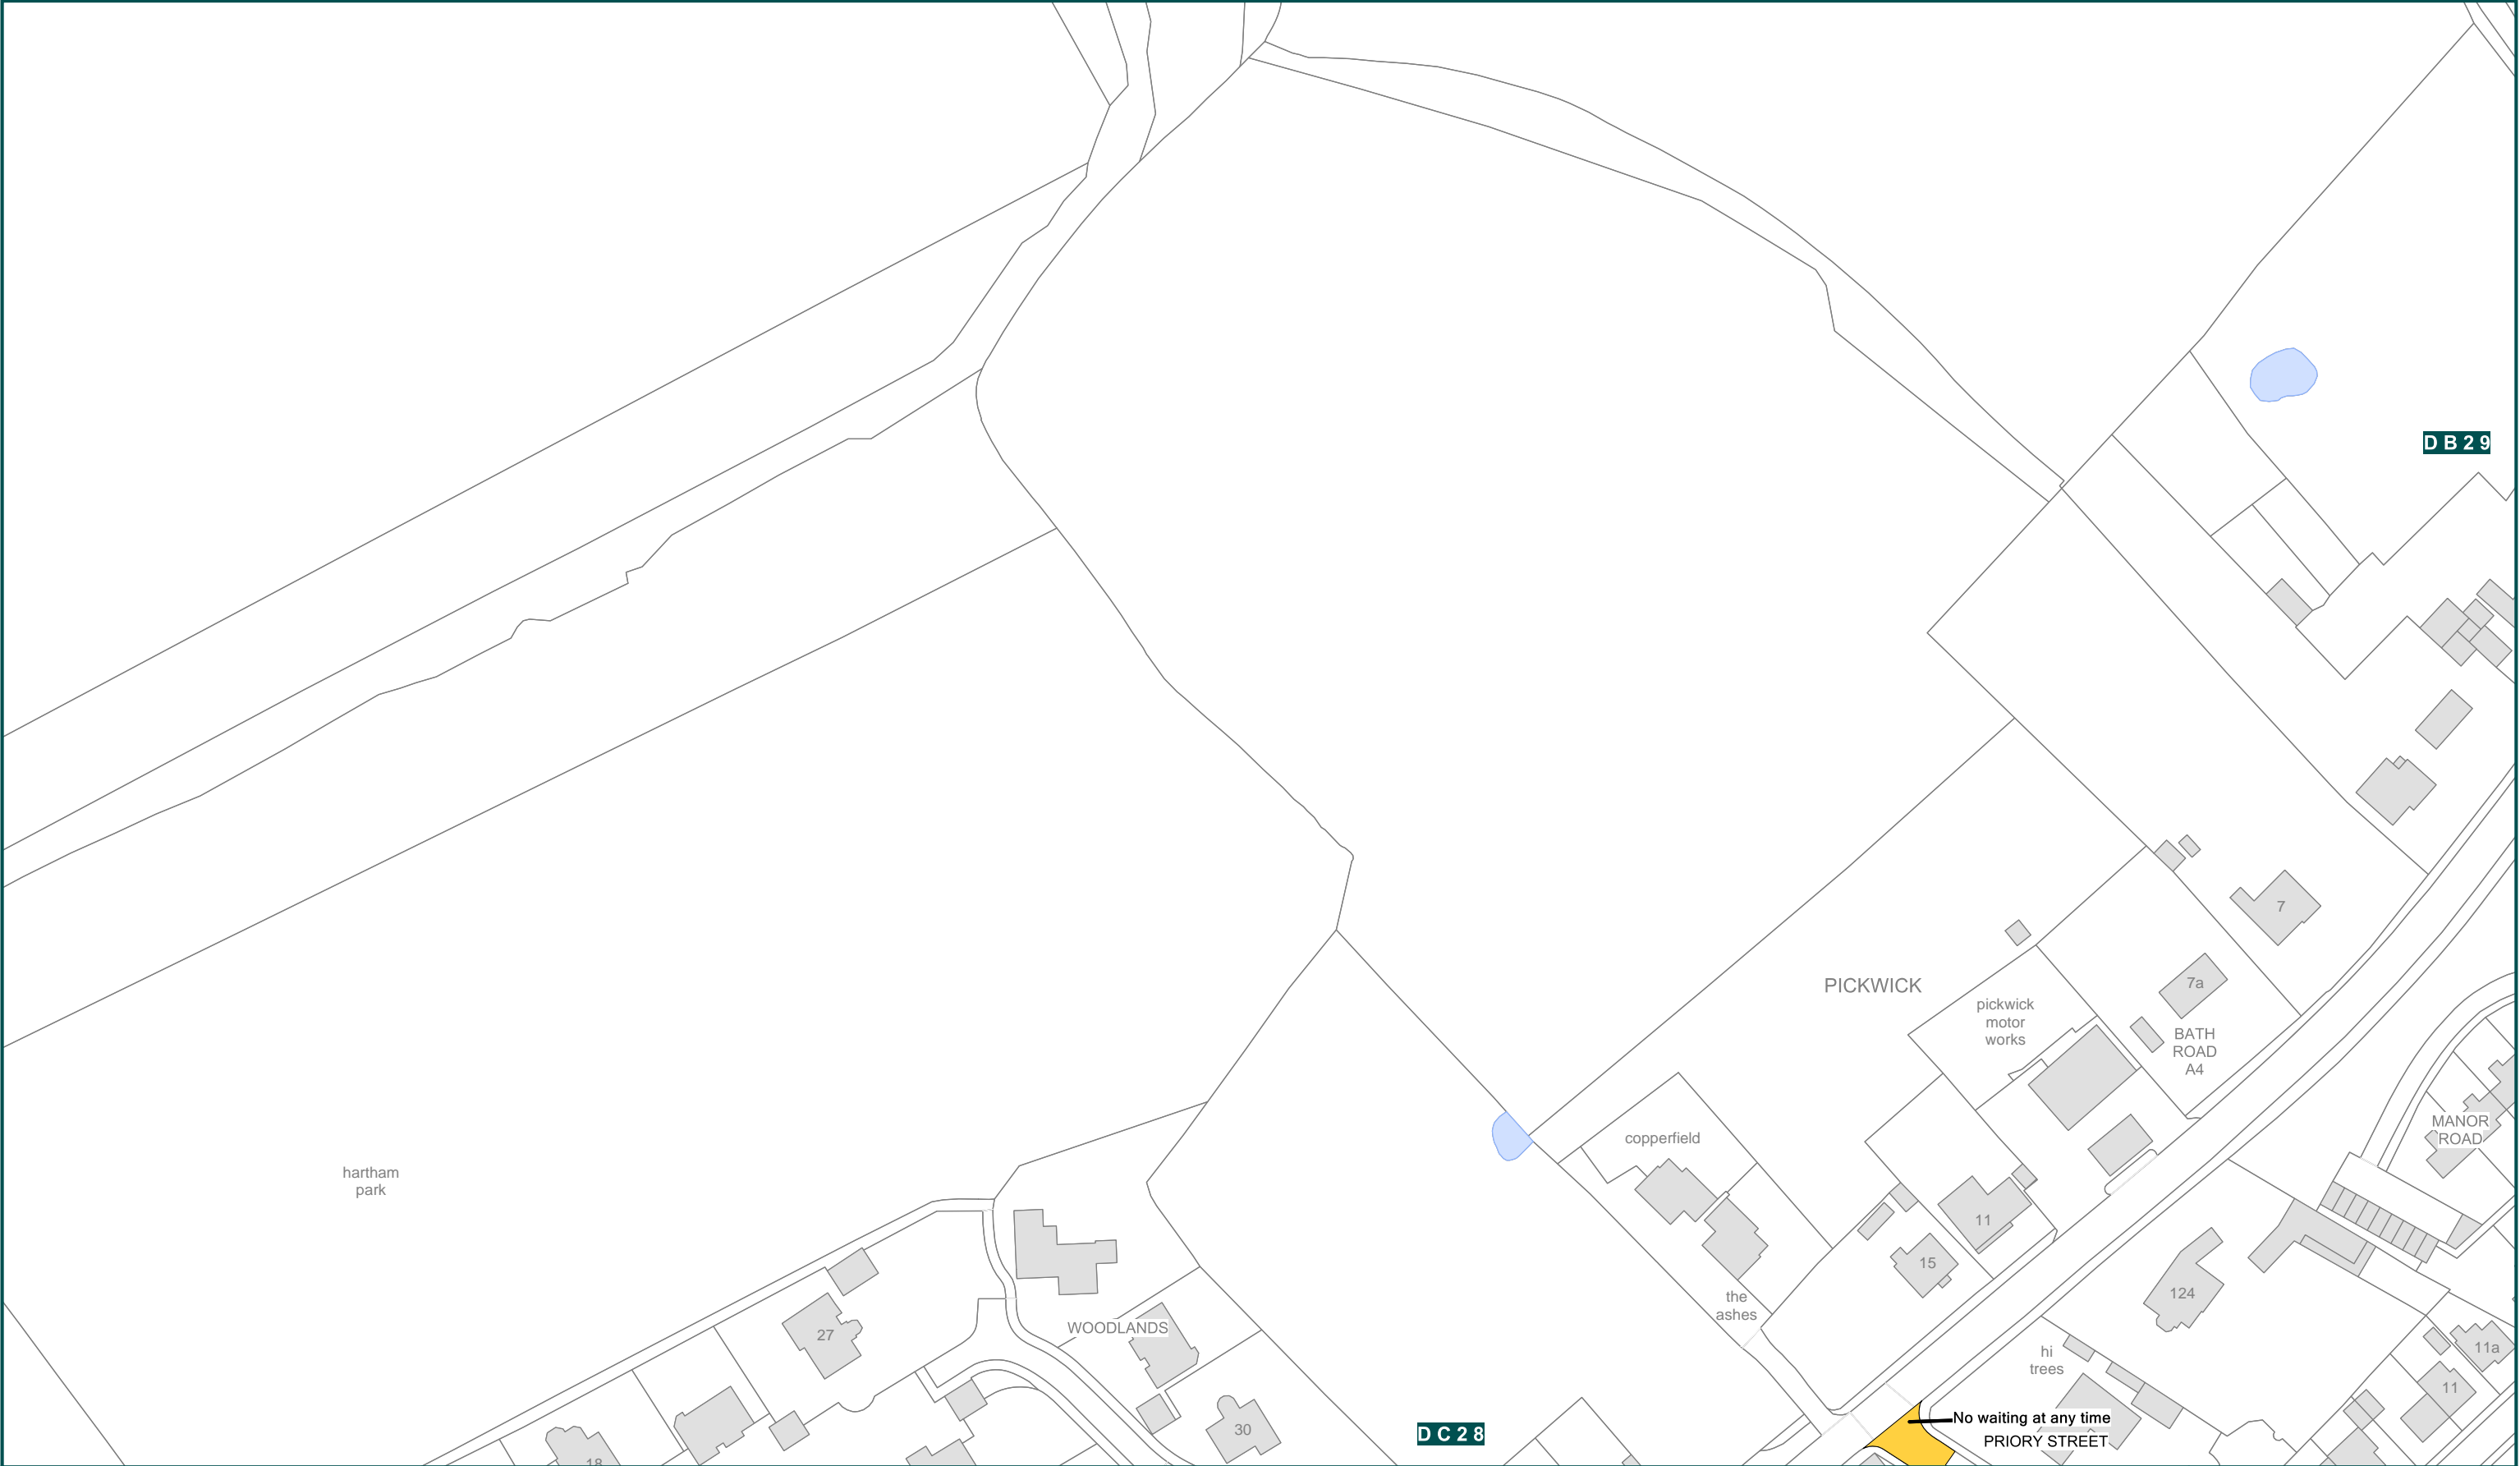 D B 2 9
7
PICKWICK
7a
pickwick
motor
works
BATH
ROAD
A4
MANOR
ROAD
copperfield
hartham
park
11
15
124
the
ashes
WOODLANDS
27
hi
trees
11a
11
No waiting at any time
PRIORY STREET
30
D C 2 8
18